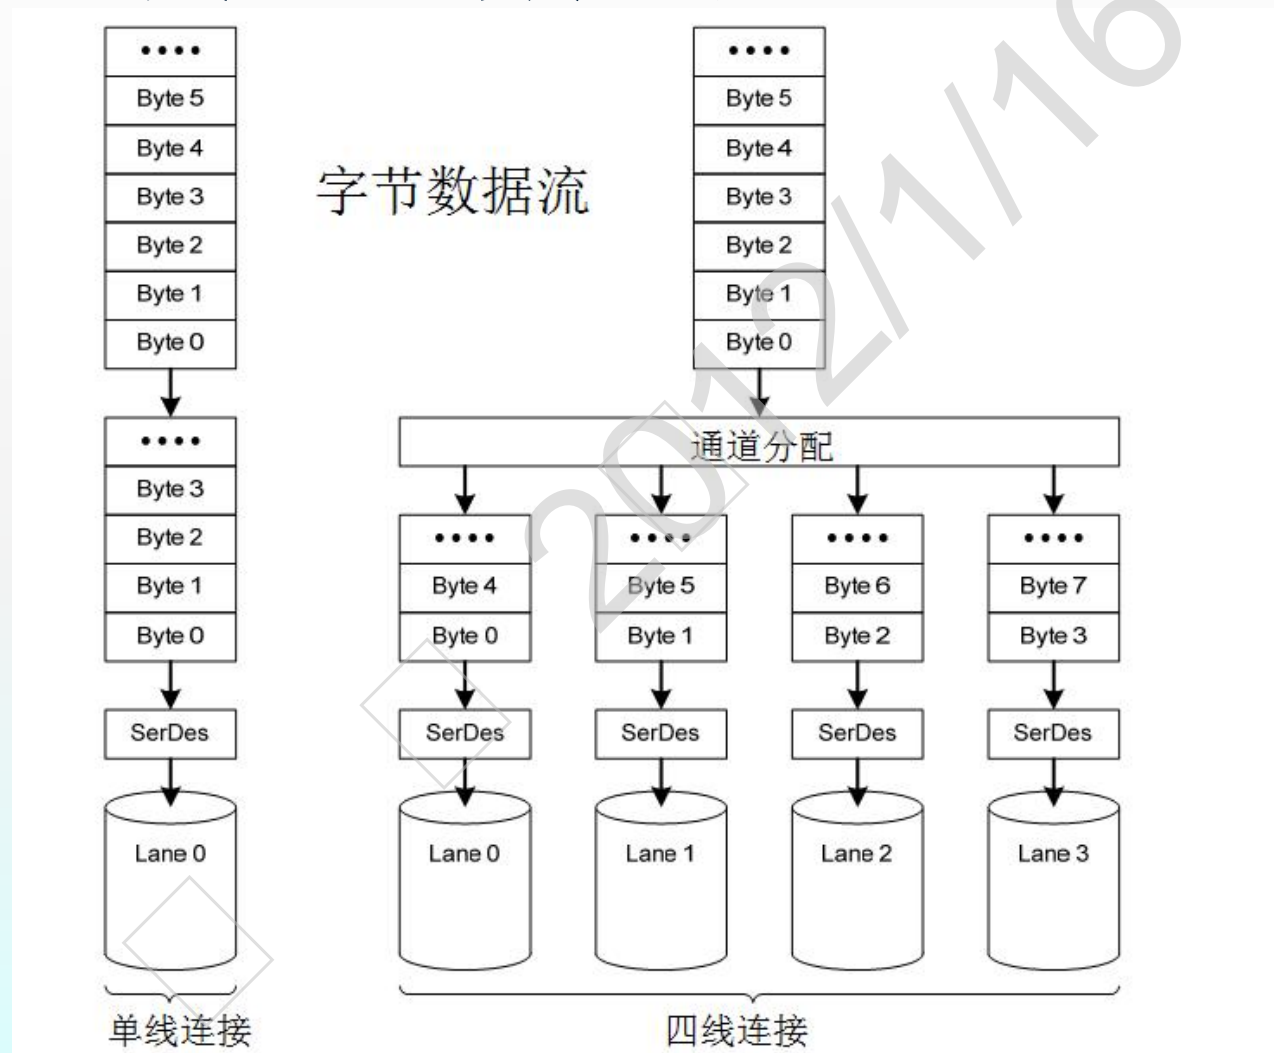 ••••
Byte 5
Byte 4
Byte 3
Byte 2
Byte 1
Byte 0
字节数据流
••••
Byte 5
Byte 4
Byte 3
Byte 2
Byte 1
Byte 0
••••
Byte 3
Byte 2
Byte 1
Byte 0
SerDes
Lane 0
单线连接
通道分配
••••
Byte 4
Byte 0
SerDes
Lane 0
••••
Byte 5
Byte 1
SerDes
Lane 1
••••
Byte 6
Byte 2
SerDes
Lane 2
••••
Byte 7
Byte 3
SerDes
Lane 3
四线连接
2012/1/16